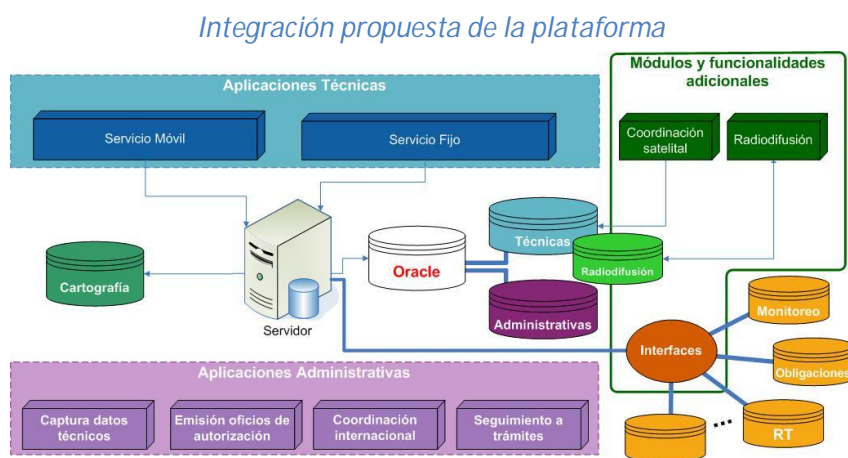 Integración propuesta de la plataforma
Aplicaciones Técnicas
Servicio Móvil
Servicio Fijo
Módulos y funcionalidades
adicionales
Coordinación
satelital
Radiodifusión
Cartografía
Servidor
Oracle
Técnicas
Radiodifusión
Administrativas
Interfaces
Monitoreo
Obligaciones
RT
...
Aplicaciones Administrativas
Captura datos
técnicos
Emisión oficios de
autorización
Coordinación
internacional
Seguimiento a
trámites